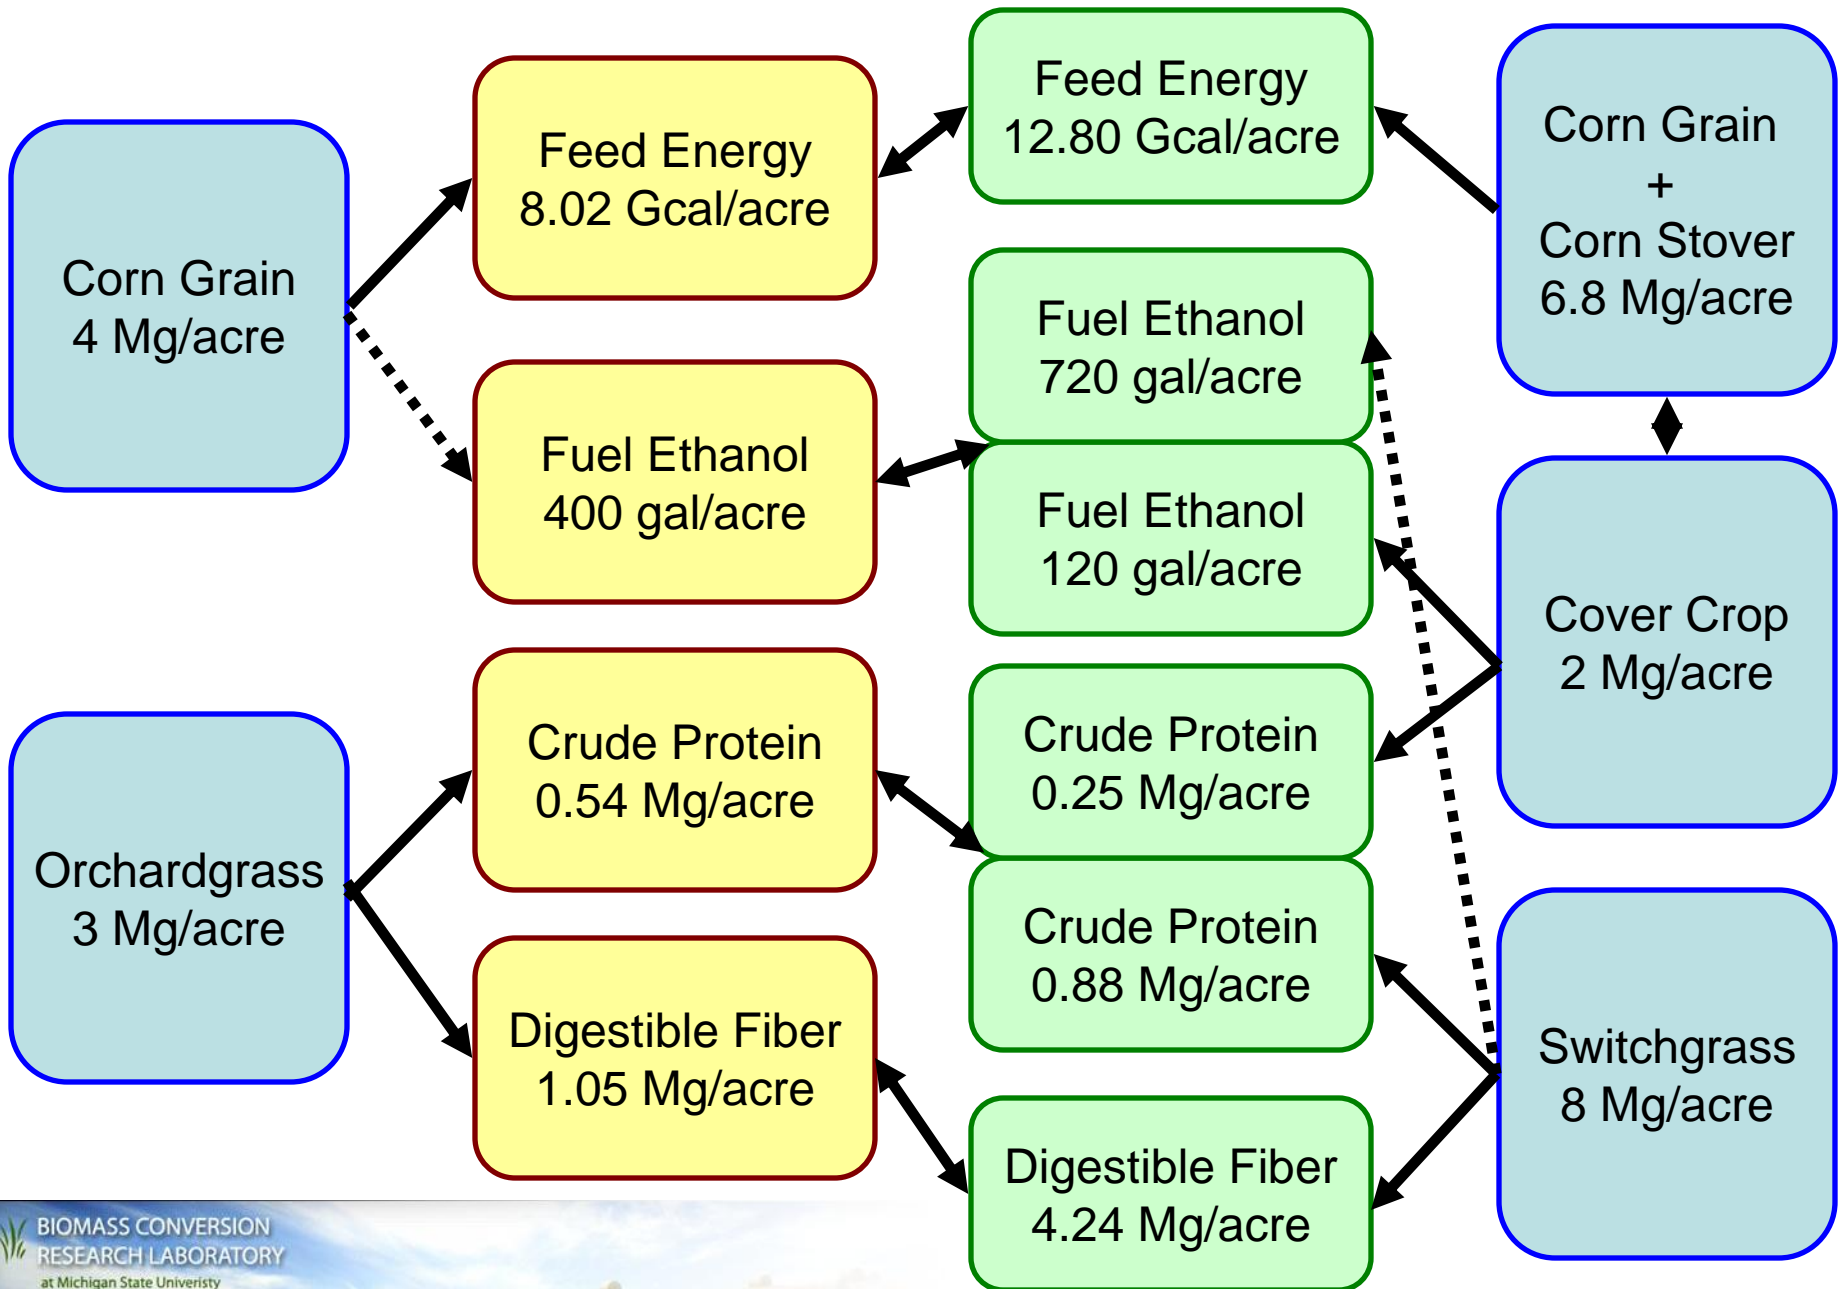 Corn Grain
4 Mg/acre
Orchardgrass
3 Mg/acre
Feed Energy
8.02 Gcal/acre
Fuel Ethanol
400 gal/acre
Crude Protein
0.54 Mg/acre
Digestible Fiber
1.05 Mg/acre
Feed Energy
12.80 Gcal/acre
Fuel Ethanol
720 gal/acre
Fuel Ethanol
120 gal/acre
Crude Protein
0.25 Mg/acre
Crude Protein
0.88 Mg/acre
Digestible Fiber
4.24 Mg/acre
Corn Grain
+
Corn Stover
6.8 Mg/acre
Cover Crop
2 Mg/acre
Switchgrass
8 Mg/acre
BIOMASS CONVERSION
RESEARCH LABORATORY
at Michigan State Univeristy